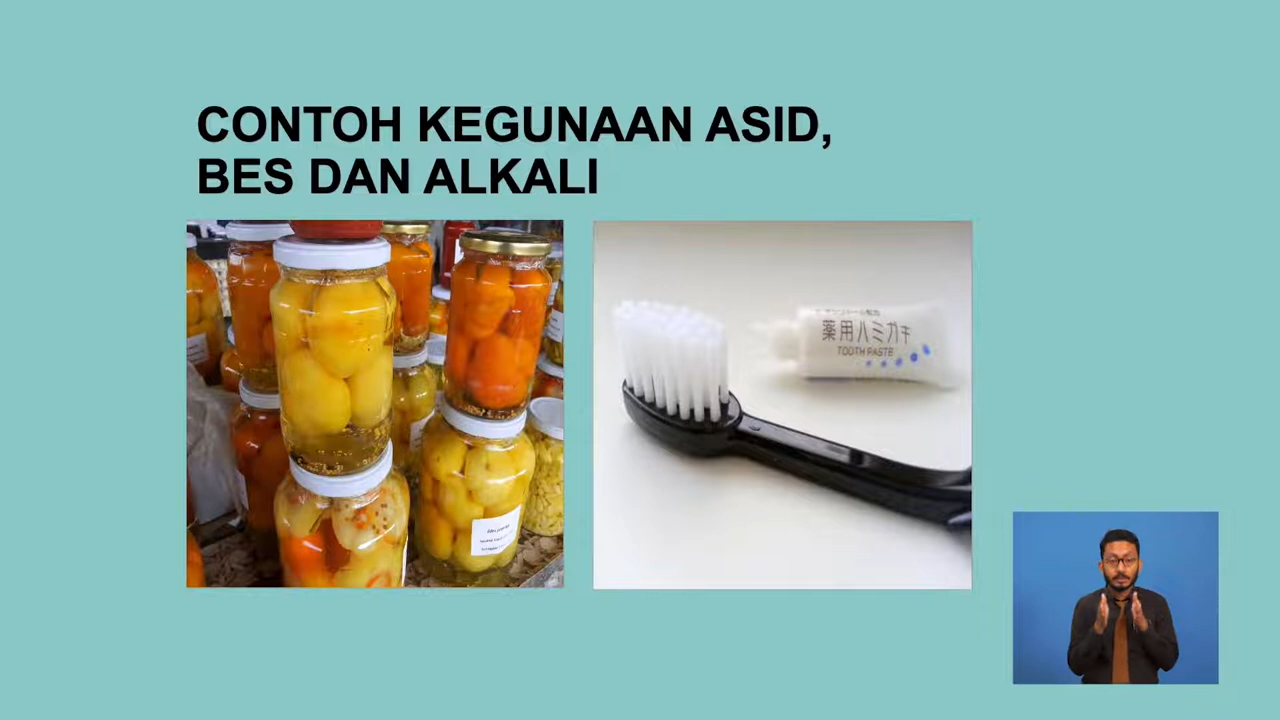 CONTOH KEGUNAAN ASID,
BES DAN ALKALI
薬用ハミガキ
TOOTH PASTE